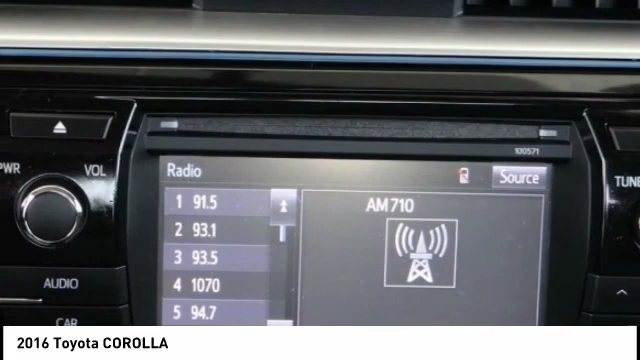 100571
PWR VOL
TUNE
Radio
Source
AM 710
1 91.5
2 93.1
3 93.5
4 1070
5 94.7
AUDIO
CAR
2016 Toyota COROLLA